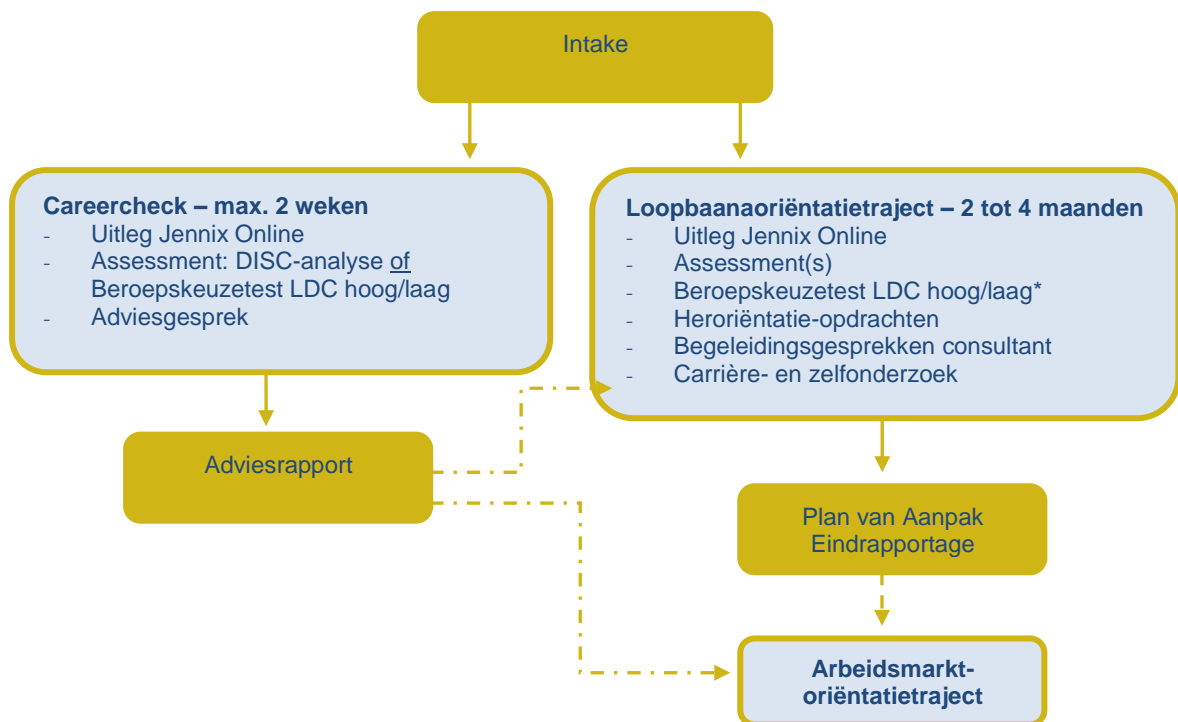 Intake
Careercheck – max. 2 weken
- Uitleg Jennix Online
- Assessment: DISC-analyse of
Beroepskeuzetest LDC hoog/laag
- Adviesgesprek
Loopbaanaoriëntatietraject – 2 tot 4 maanden
- Uitleg Jennix Online
- Assessment(s)
- Beroepskeuzetest LDC hoog/laag*
- Heroriëntatie-opdrachten
- Begeleidingsgesprekken consultant
- Carrière- en zelfonderzoek
Adviesrapport
Plan van Aanpak
Eindrapportage
Arbeidsmarkt-
oriëntatietraject